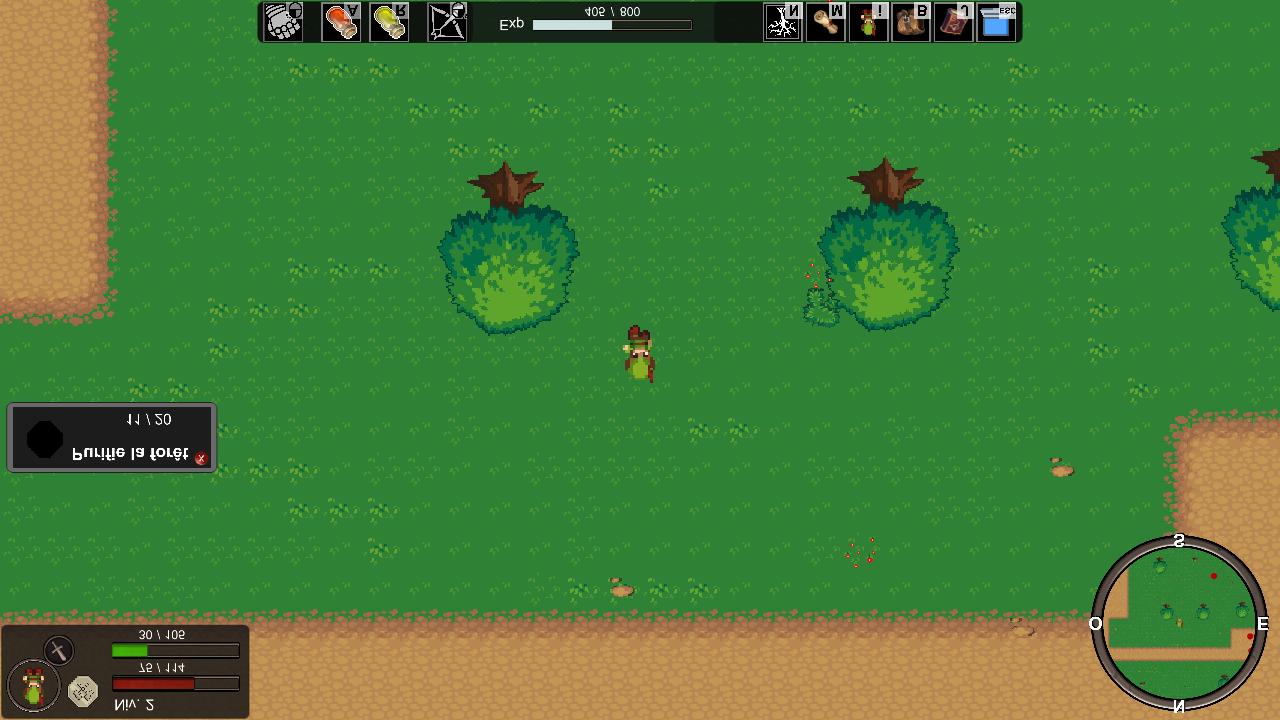 Niv. 2
75 / 114
30 / 105
N
O
E
S
Purifie la forêt
X
11 / 20
A
R
Exp
405 / 800
N
M
I
B
J
ESC